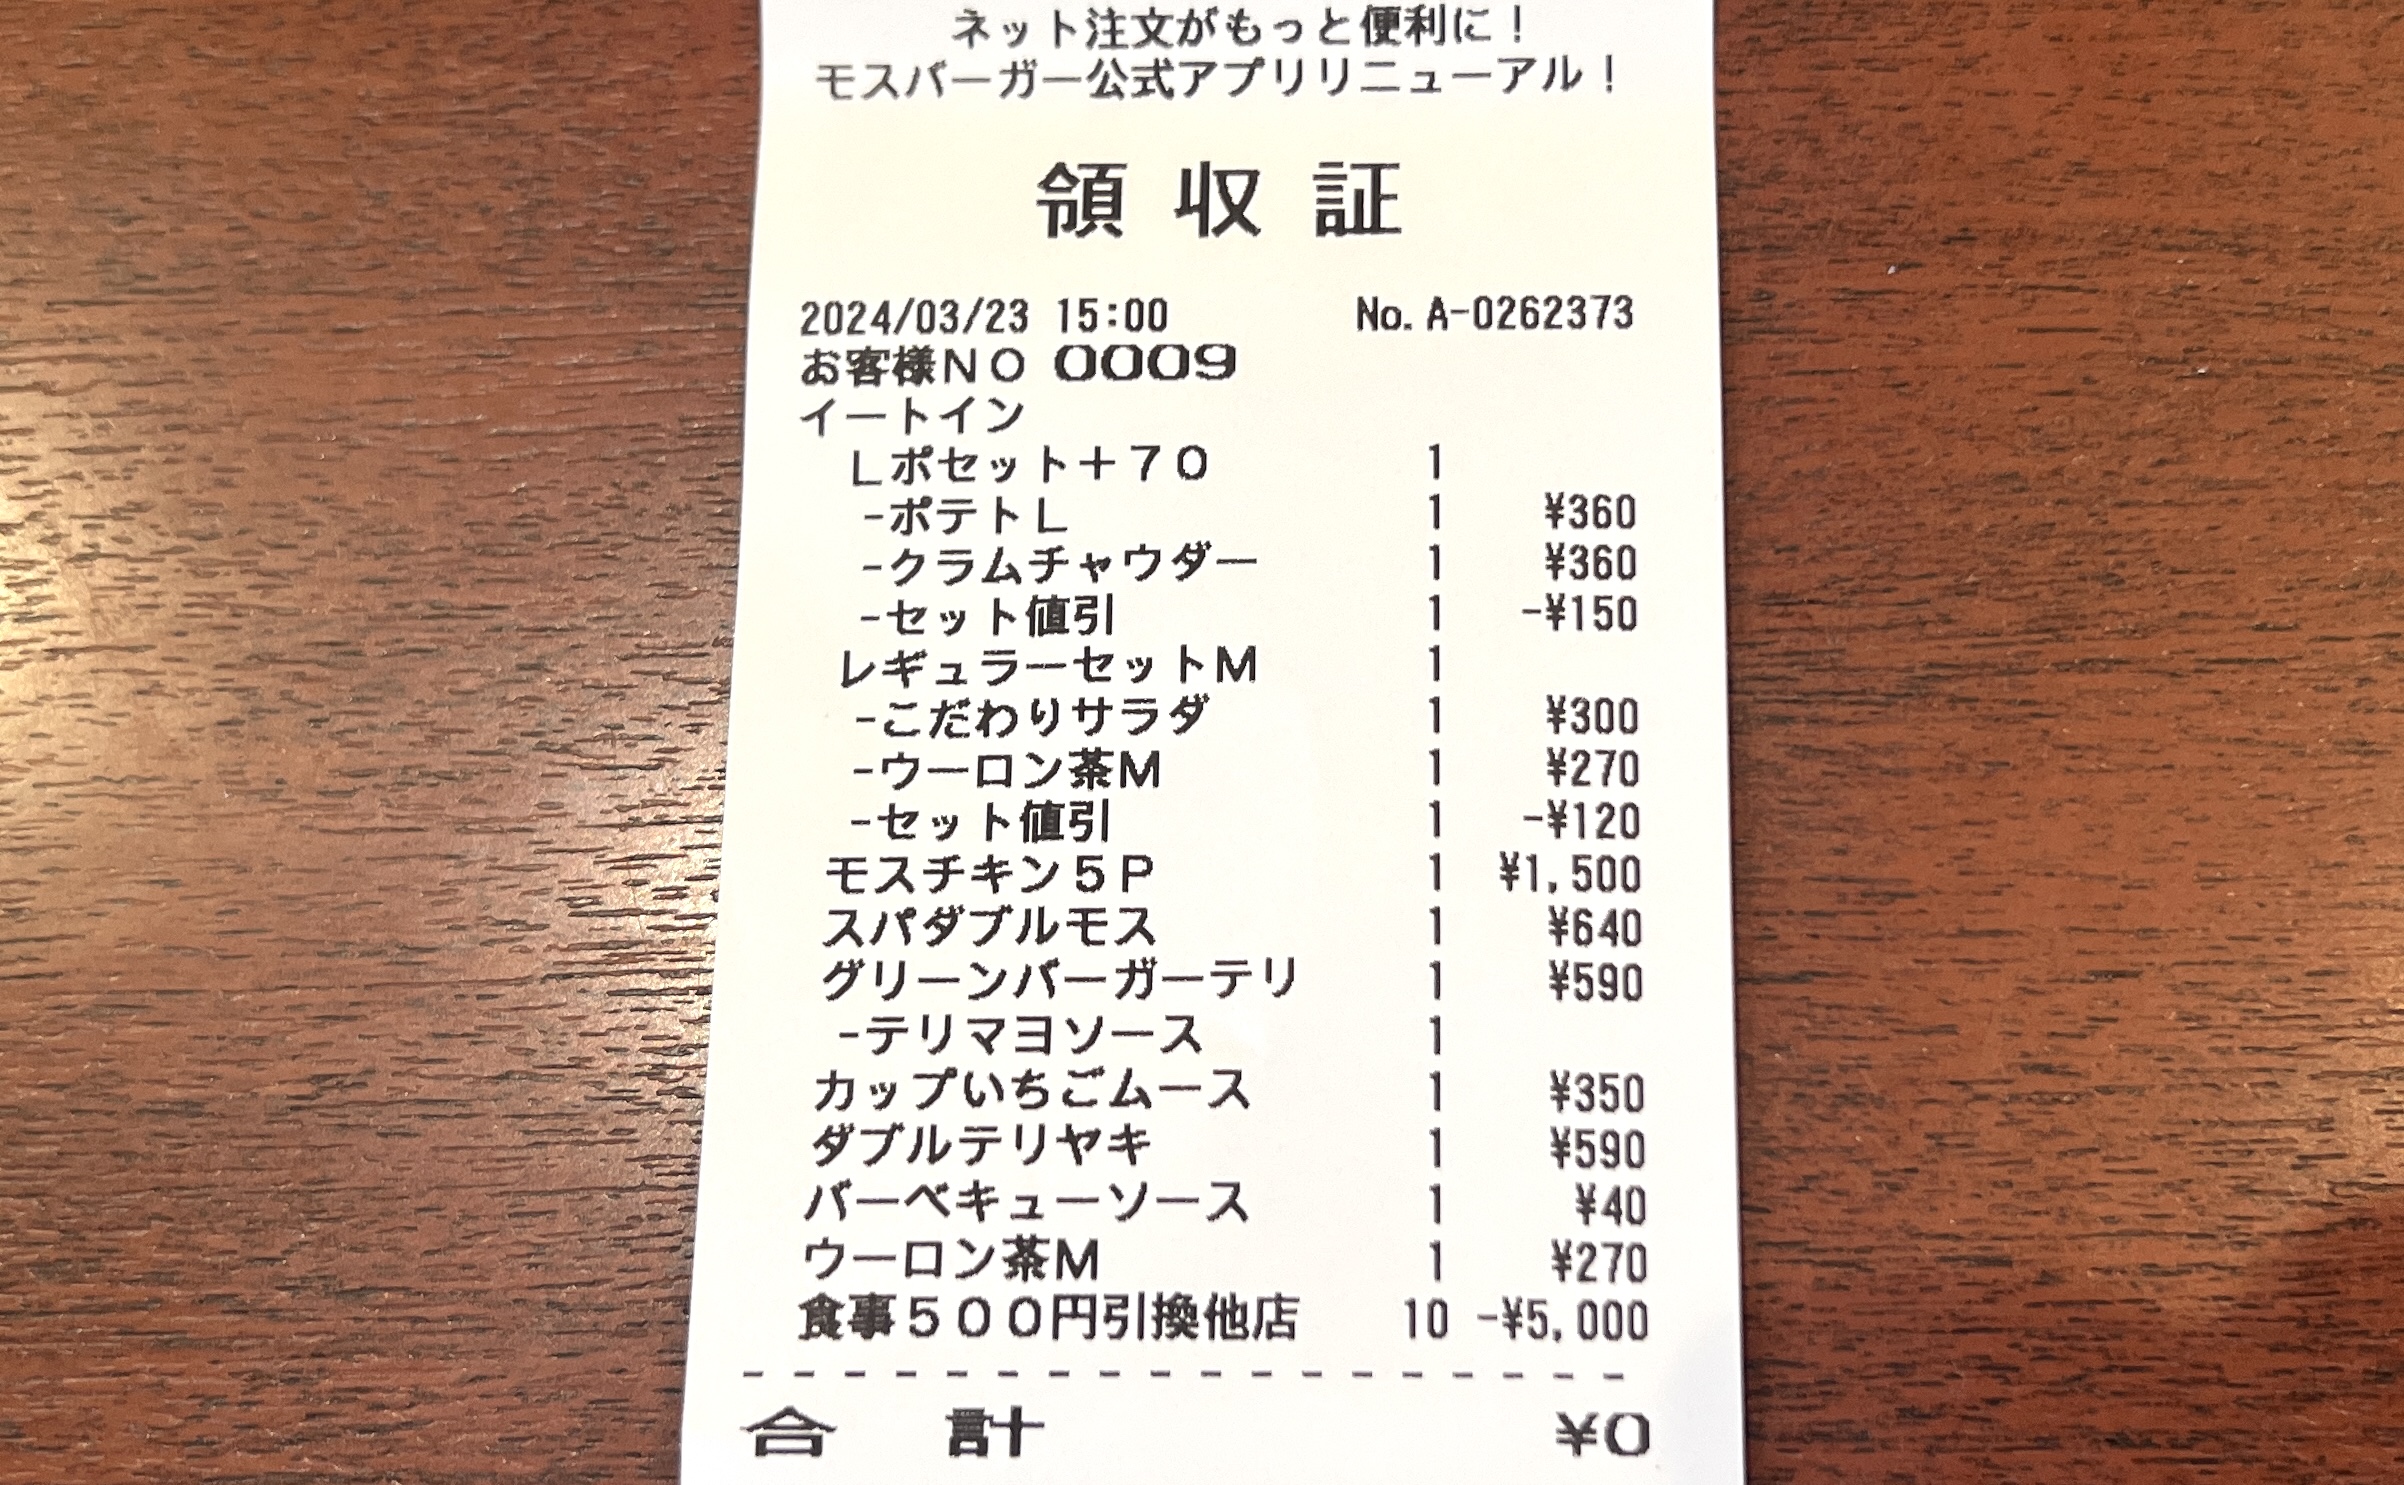 ネット注文がもっと便利に！
モスバーガー公式アプリリニューアル！
領収証
2024/03/23 15:00 No. A-0262373
お客様ＮＯ 0009
イートイン
Ｌポセット＋７０ 1
-ポテトＬ 1 ¥360
-クラムチャウダー 1 ¥360
-セット値引 1 -¥150
レギュラーセットＭ 1
-こだわりサラダ 1 ¥300
-ウーロン茶Ｍ 1 ¥270
-セット値引 1 -¥120
モスチキン５Ｐ 1 ¥1,500
スパダブルモス 1 ¥640
グリーンバーガーテリ 1 ¥590
-テリマヨソース 1
カップいちごムース 1 ¥350
ダブルテリヤキ 1 ¥590
バーベキューソース 1 ¥40
ウーロン茶Ｍ 1 ¥270
食事５００円引換他店 10 -¥5,000
合計 ¥0